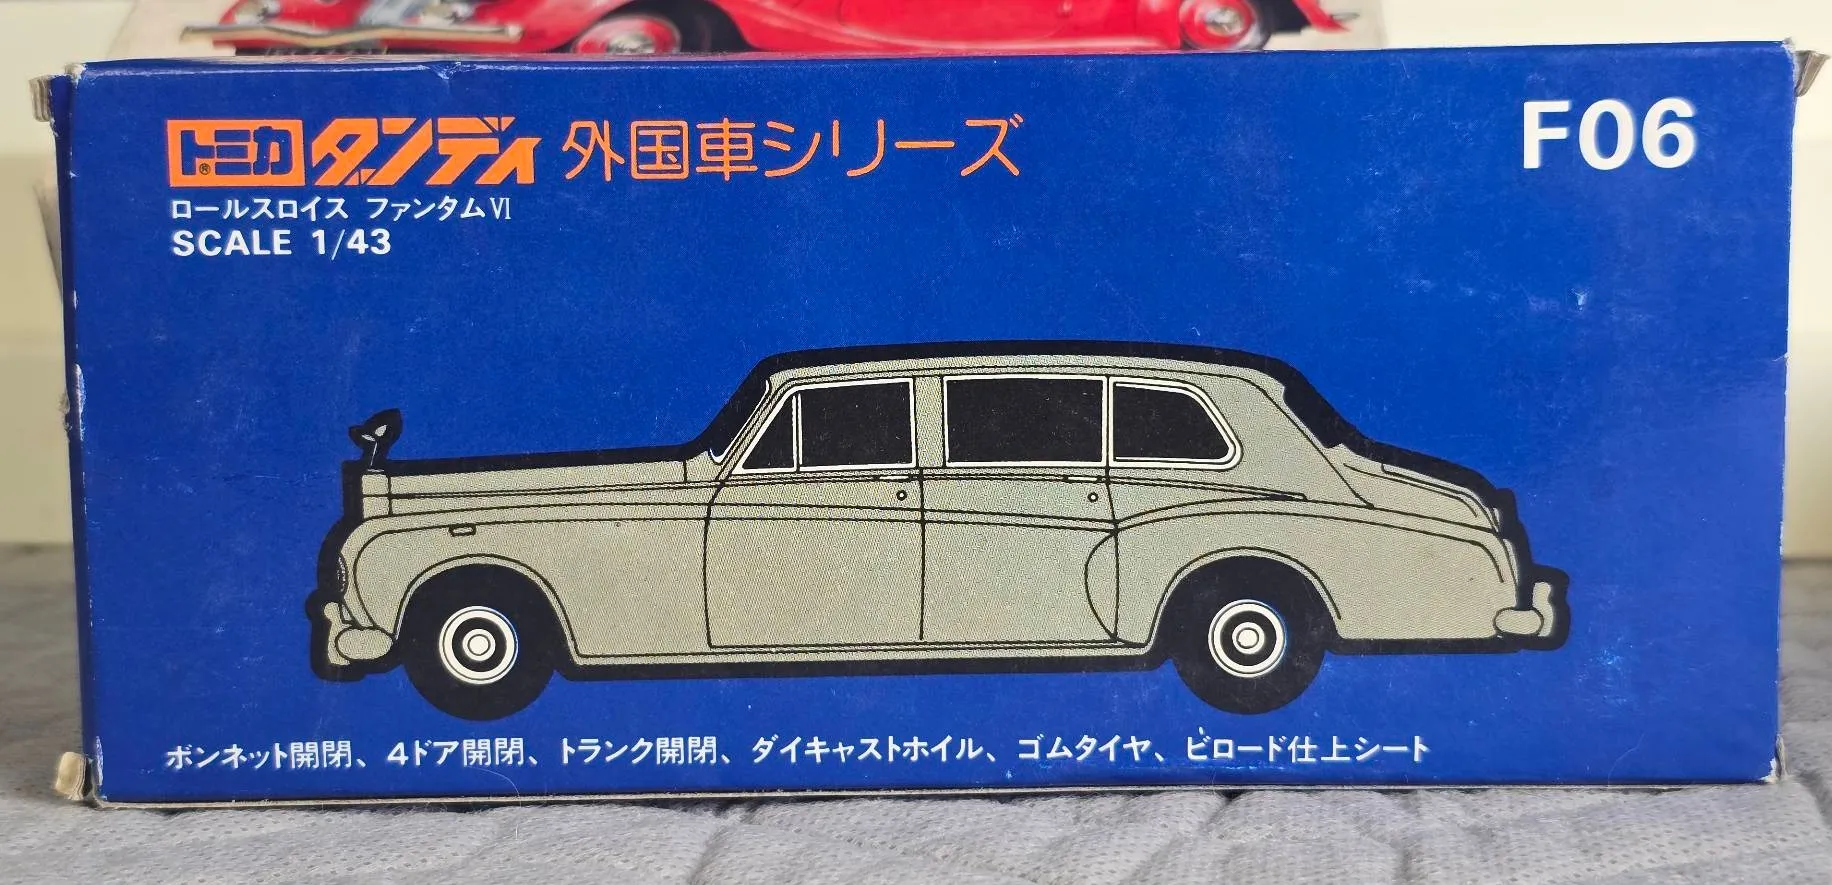 トミカ® ダンディ 外国車シリーズ F06
ロールスロイス ファンタムⅥ
SCALE 1/43
ボンネット開閉、4ドア開閉、トランク開閉、ダイキャストホイル、ゴムタイヤ、ビロード仕上シート